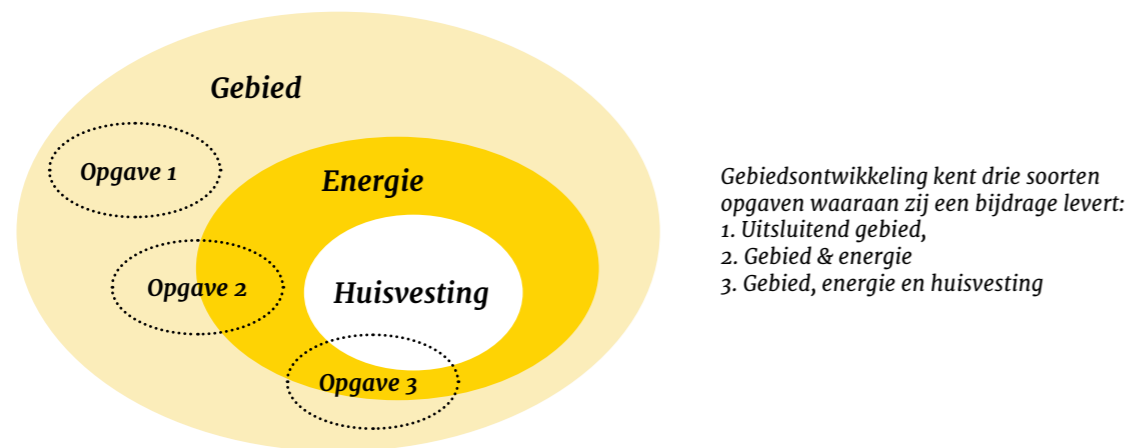 Gebied
Opgave 1
Energie
Opgave 2
Huisvesting
Opgave 3
Gebiedsontwikkeling kent drie soorten
opgaven waaraan zij een bijdrage levert:
1. Uitsluitend gebied,
2. Gebied & energie
3. Gebied, energie en huisvesting